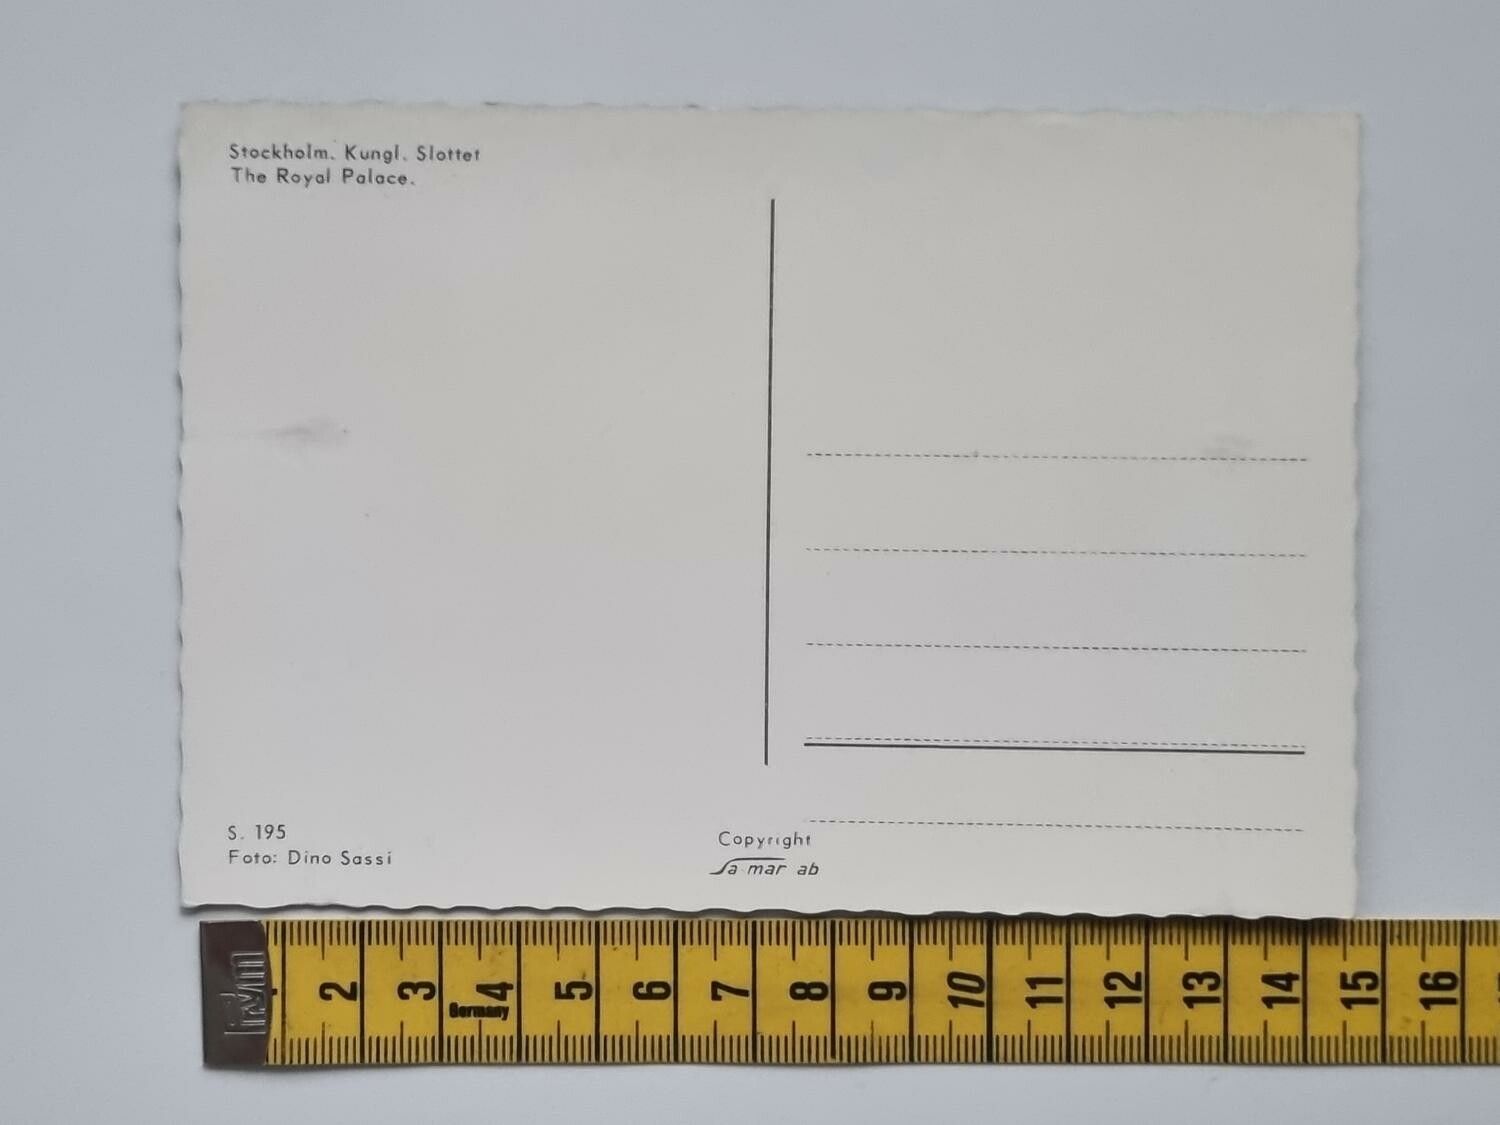 Stockholm. Kungl. Slottet
The Royal Palace.
S. 195
Foto: Dino Sassi
Copyright
Sa-mar ab
2 3 4 5 6 7 8 9 10 11 12 13 14 15 16
Germany